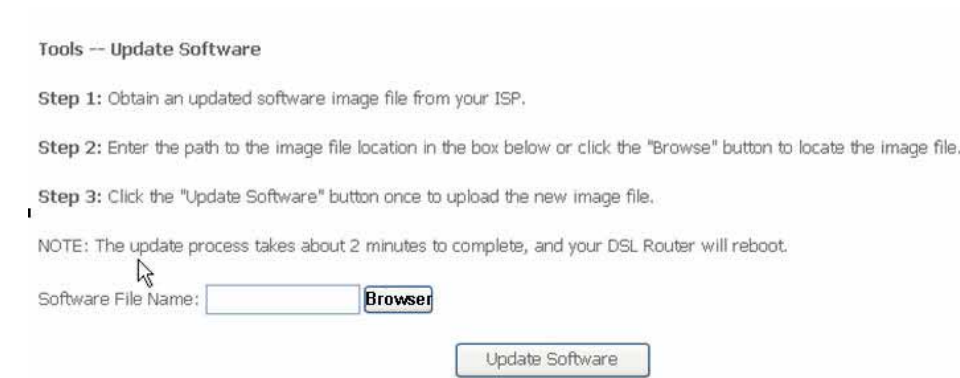 Tools -- Update Software
Step 1: Obtain an updated software image file from your ISP.
Step 2: Enter the path to the image file location in the box below or click the "Browse" button to locate the image file.
Step 3: Click the "Update Software" button once to upload the new image file.
NOTE: The update process takes about 2 minutes to complete, and your DSL Router will reboot.
Software File Name: Browser
Update Software